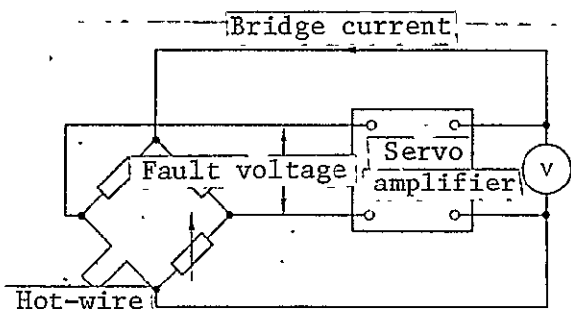 Bridge current
Fault voltage
Servo
amplifier
V
Hot-wire